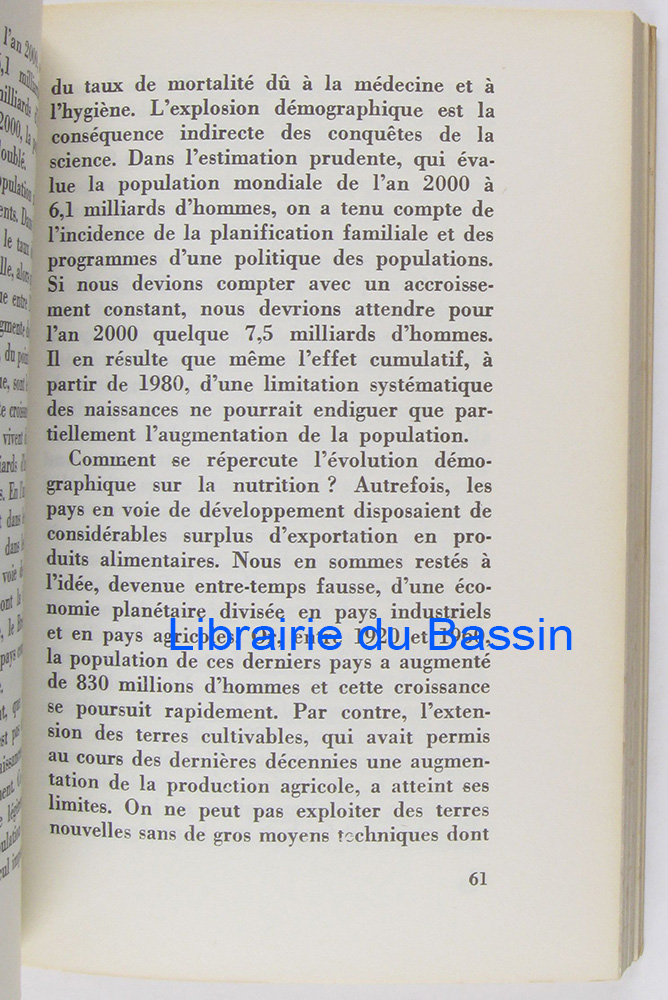 du taux de mortalité dû à la médecine et à
l'hygiène. L'explosion démographique est la
conséquence indirecte des conquêtes de la
science. Dans l'estimation prudente, qui éva-
lue la population mondiale de l'an 2000 à
6,1 milliards d'hommes, on a tenu compte de
l'incidence de la planification familiale et des
programmes d'une politique des populations.
Si nous devions compter avec un accroisse-
ment constant, nous devrions attendre pour
l'an 2000 quelque 7,5 milliards d'hommes.
Il en résulte que même l'effet cumulatif, à
partir de 1980, d'une limitation systématique
des naissances ne pourrait endiguer que par-
tiellement l'augmentation de la population.
Comment se répercute l'évolution démo-
graphique sur la nutrition ? Autrefois, les
pays en voie de développement disposaient de
considérables surplus d'exportation en pro-
duits alimentaires. Nous en sommes restés à
l'idée, devenue entre-temps fausse, d'une éco-
nomie planétaire divisée en pays industriels
et en pays agricoles. Or, entre 1920 et 1960,
Librairie du Bassin
la population de ces derniers pays a augmenté
de 830 millions d'hommes et cette croissance
se poursuit rapidement. Par contre, l'exten-
sion des terres cultivables, qui avait permis
au cours des dernières décennies une augmen-
tation de la production agricole, a atteint ses
limites. On ne peut pas exploiter des terres
nouvelles sans de gros moyens techniques dont
61